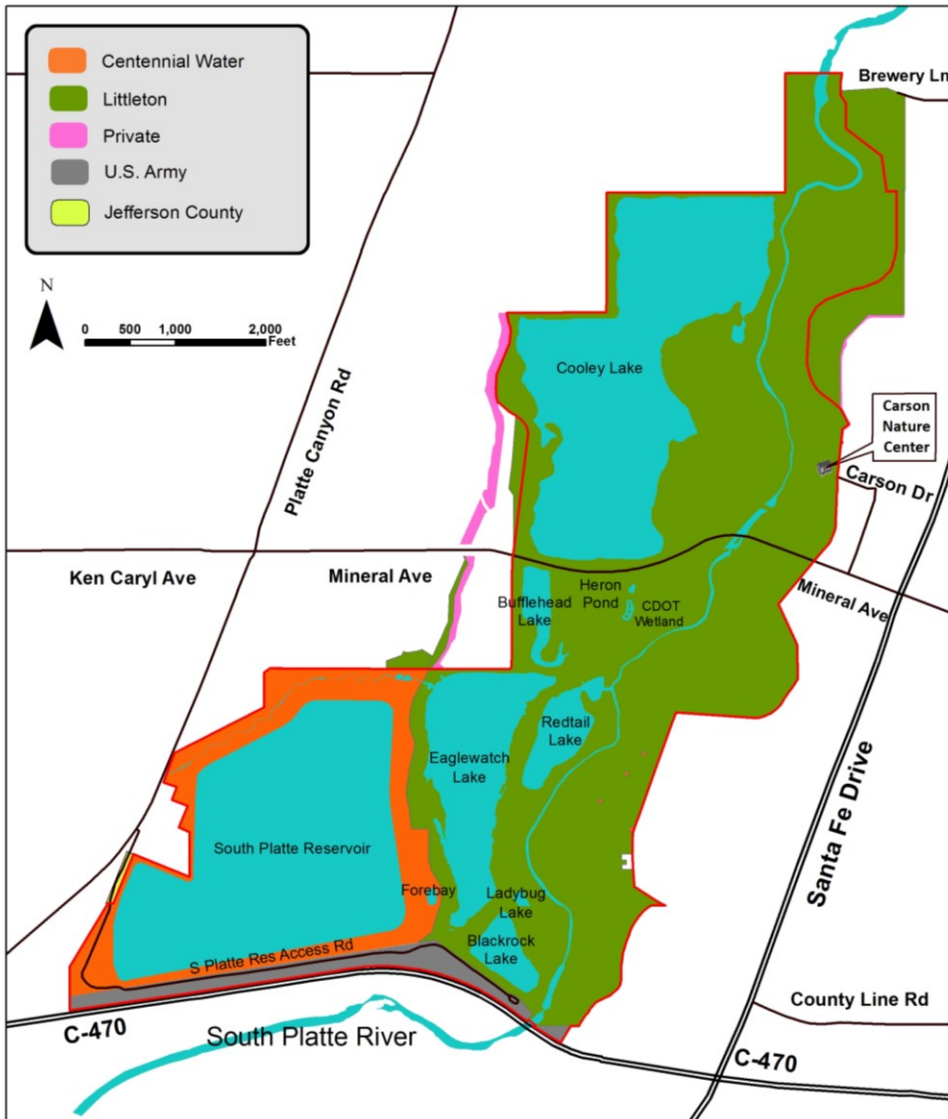 Centennial Water
Littleton
Private
U.S. Army
Jefferson County
N
0 500 1,000 2,000
Feet
Brewery Ln
Platte Canyon Rd
Cooley Lake
Carson
Nature
Center
Carson Dr
Ken Caryl Ave
Mineral Ave
Mineral Ave
Bufflehead
Lake
Heron
Pond
CDOT
Wetland
Redtail
Lake
Eaglewatch
Lake
South Platte Reservoir
Forebay
Ladybug
Lake
Blackrock
Lake
S Platte Res Access Rd
Santa Fe Drive
County Line Rd
C-470
South Platte River
C-470